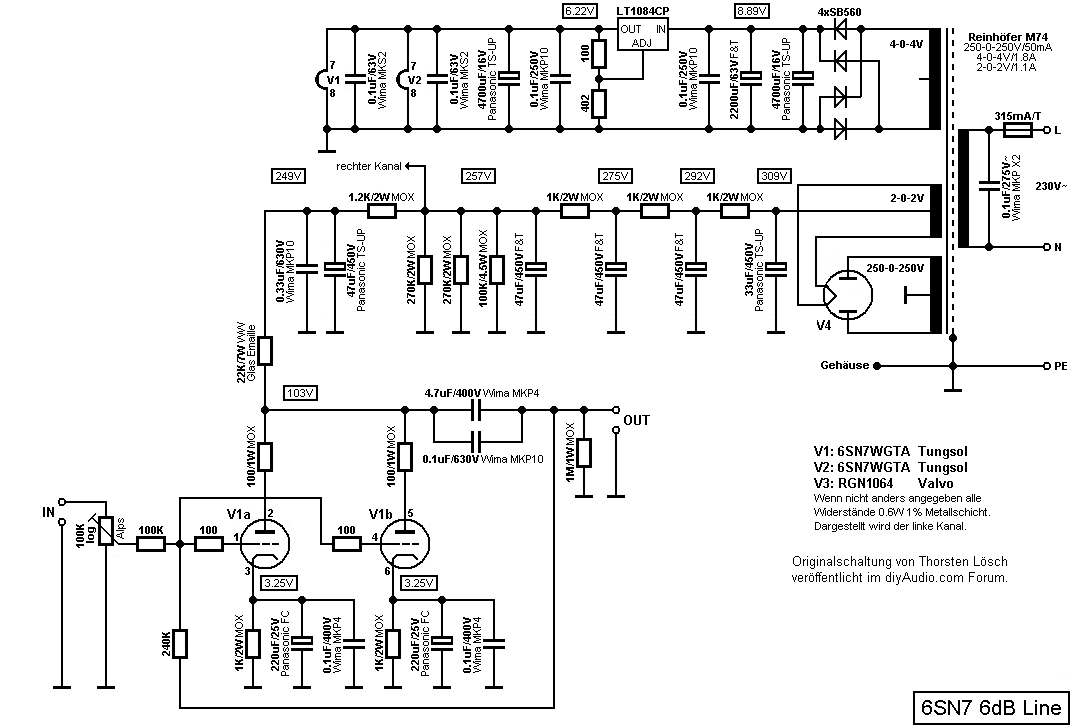 6.22V
LT1084CP
OUT IN
ADJ
8.89V
4xSB560
4-0-4V
Reinhöfer M74
250-0-250V/50mA
4-0-4V/1.8A
2-0-2V/1.1A
7
V1
8
0.1uF/63V
Wima MKS2
7
V2
8
0.1uF/63V
Wima MKS2
4700uF/16V
Panasonic TS-UP
0.1uF/250V
Wima MKP10
100
402
0.1uF/250V
Wima MKP10
2200uF/63V F&T
4700uF/16V
Panasonic TS-UP
315mA/T
L
0.1uF/275V~
Wima MKP X2
230V~
N
rechter Kanal
249V
257V
275V
292V
309V
1.2K/2W MOX
1K/2W MOX
1K/2W MOX
1K/2W MOX
2-0-2V
0.33uF/630V
Wima MKP10
47uF/450V
Panasonic TS-UP
270K/2W MOX
270K/2W MOX
100K/4.5W MOX
47uF/450V F&T
47uF/450V F&T
47uF/450V F&T
33uF/450V
Panasonic TS-UP
250-0-250V
V4
22K/7W WW
Glas Emaille
Gehäuse
PE
103V
4.7uF/400V Wima MKP4
0.1uF/630V Wima MKP10
OUT
100/1W MOX
100/1W MOX
1M/1W MOX
V1: 6SN7WGTA Tungsol
V2: 6SN7WGTA Tungsol
V3: RGN1064 Valvo
Wenn nicht anders angegeben alle
Widerstände 0.6W 1% Metallschicht.
Dargestellt wird der linke Kanal.
IN
100K
log
Alps
100K
100
V1a
2
1
3
100
V1b
5
4
6
3.25V
3.25V
Originalschaltung von Thorsten Lösch
veröffentlicht im diyAudio.com Forum.
240K
1K/2W MOX
220uF/25V
Panasonic FC
0.1uF/400V
Wima MKP4
1K/2W MOX
220uF/25V
Panasonic FC
0.1uF/400V
Wima MKP4
6SN7 6dB Line